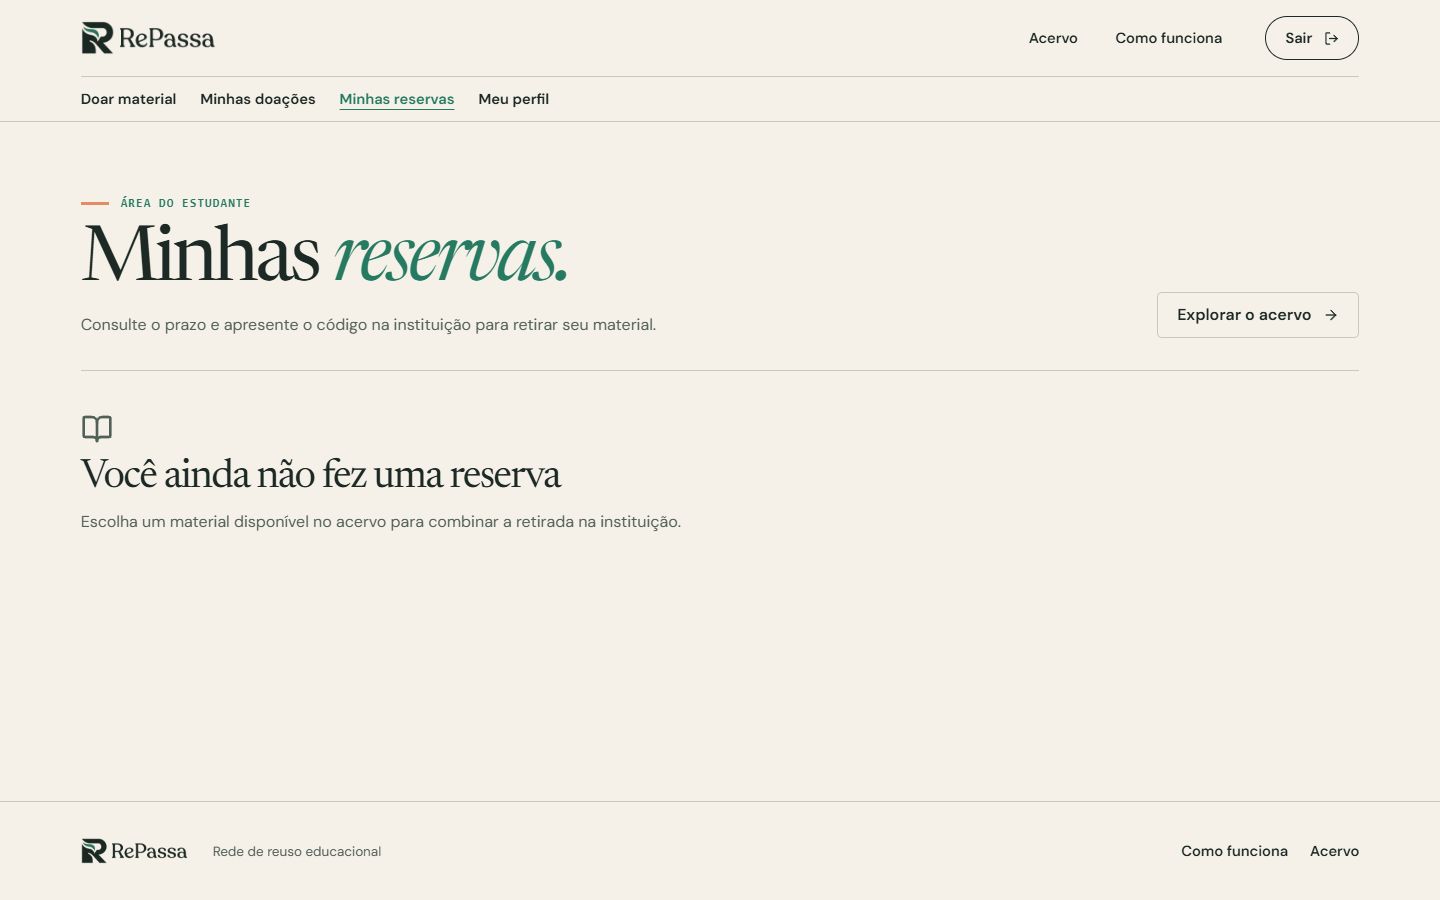 RePassa
Acervo
Como funciona
Sair
Doar material
Minhas doações
Minhas reservas
Meu perfil
ÁREA DO ESTUDANTE
Minhas reservas.
Consulte o prazo e apresente o código na instituição para retirar seu material.
Explorar o acervo
Você ainda não fez uma reserva
Escolha um material disponível no acervo para combinar a retirada na instituição.
RePassa
Rede de reuso educacional
Como funciona
Acervo